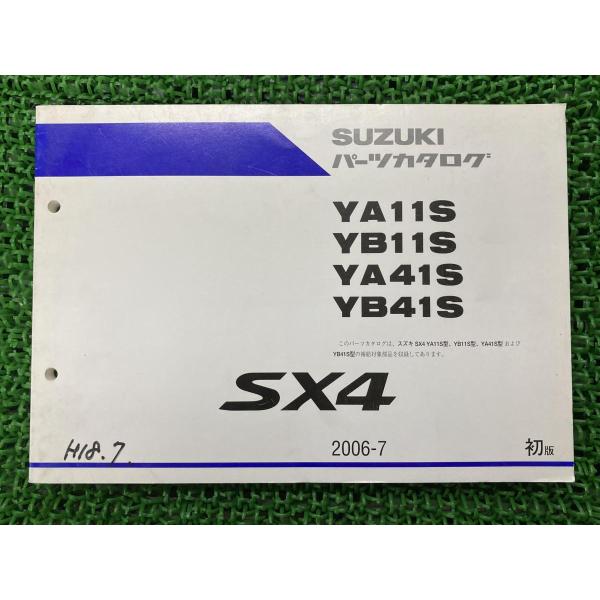 SUZUKI
パーツカタログ
YA11S
YB11S
YA41S
YB41S
このパーツカタログは、スズキ SX4 YA11S型、YB11S型、YA41S型 および
YB41S型の補給対象部品を収録してあります。
SX4
H18.7.
2006-7
初版